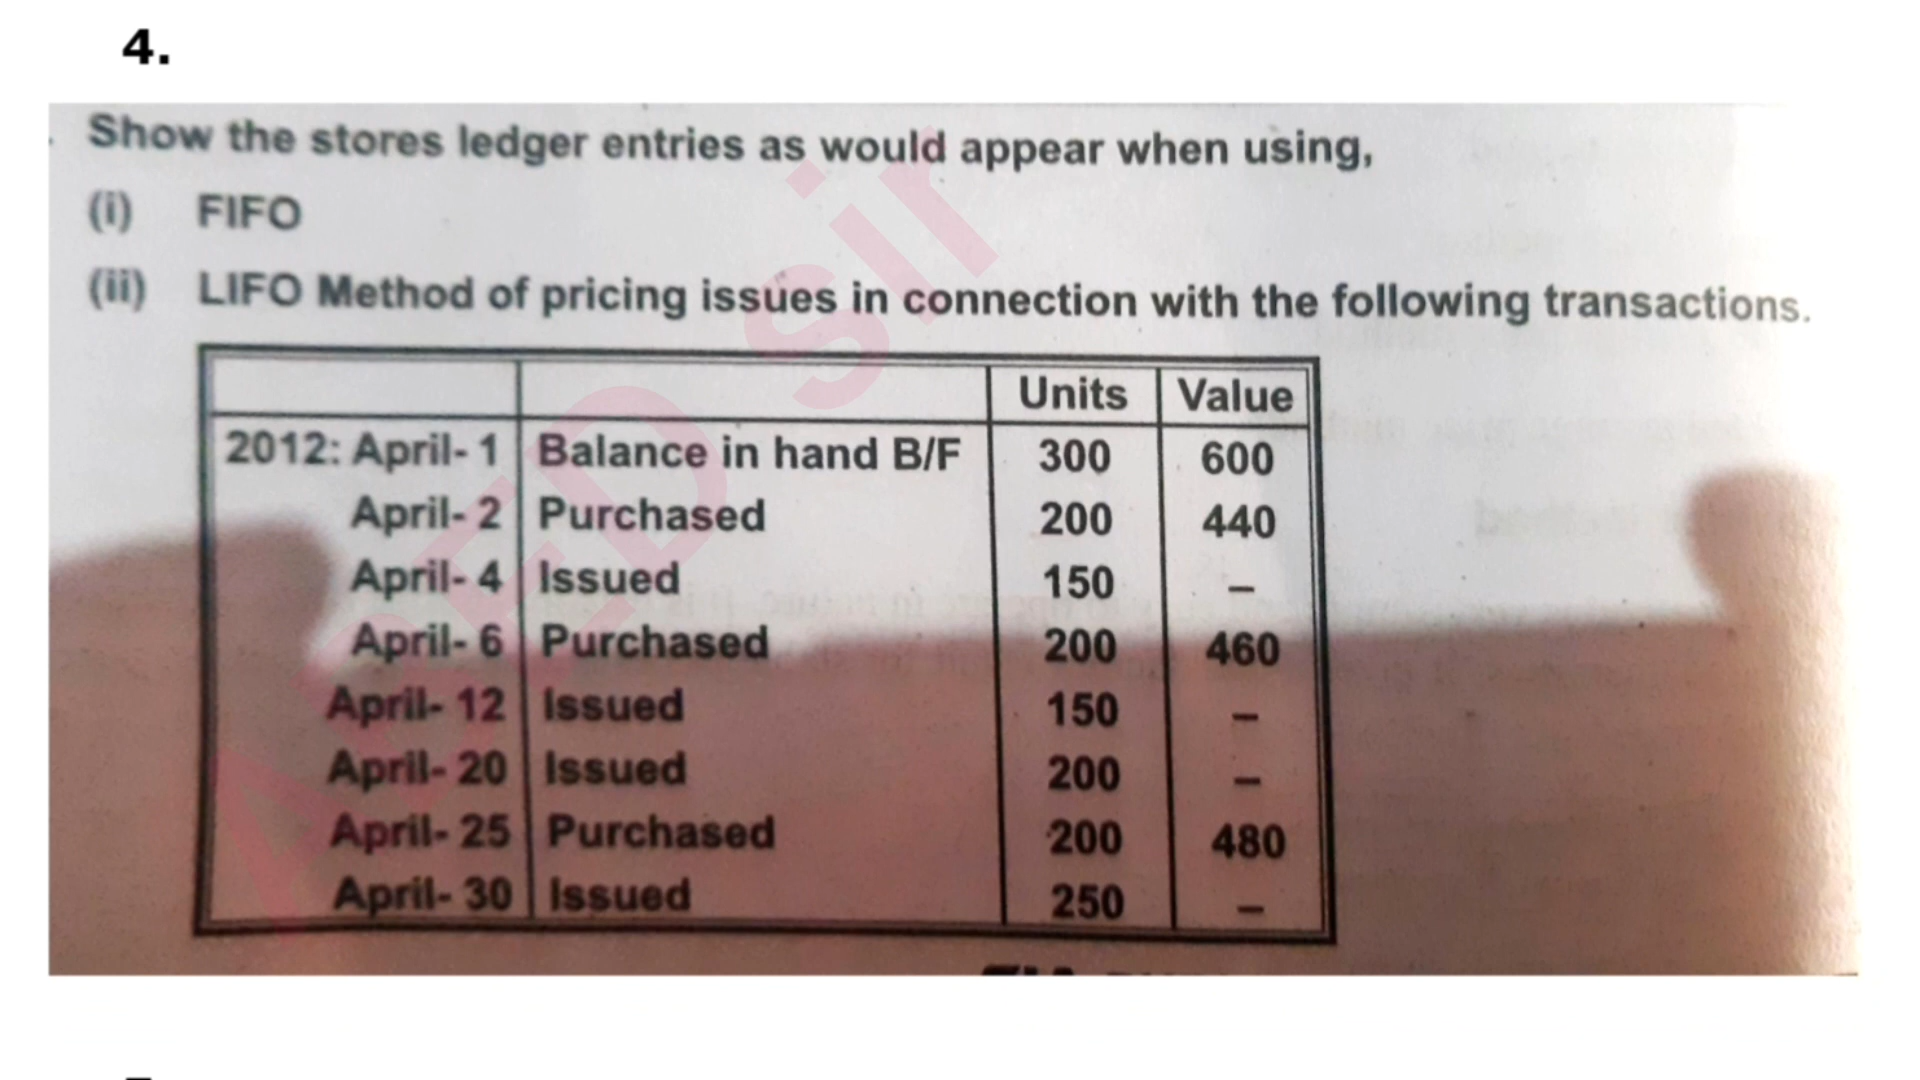 4.
Show the stores ledger entries as would appear when using,
(i) FIFO
(ii) LIFO Method of pricing issues in connection with the following transactions.
Units Value
2012: April- 1 Balance in hand B/F 300 600
April- 2 Purchased 200 440
April- 4 Issued 150 –
April- 6 Purchased 200 460
April- 12 Issued 150 –
April- 20 Issued 200 –
April- 25 Purchased 200 480
April- 30 Issued 250 –